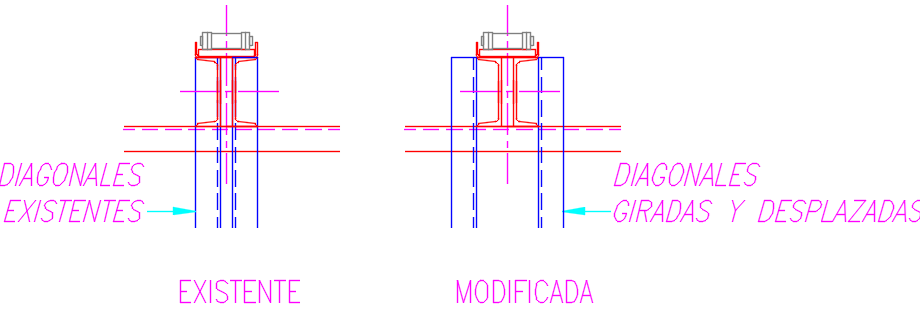 DIAGONALES
EXISTENTES
DIAGONALES
GIRADAS Y DESPLAZADAS
EXISTENTE
MODIFICADA